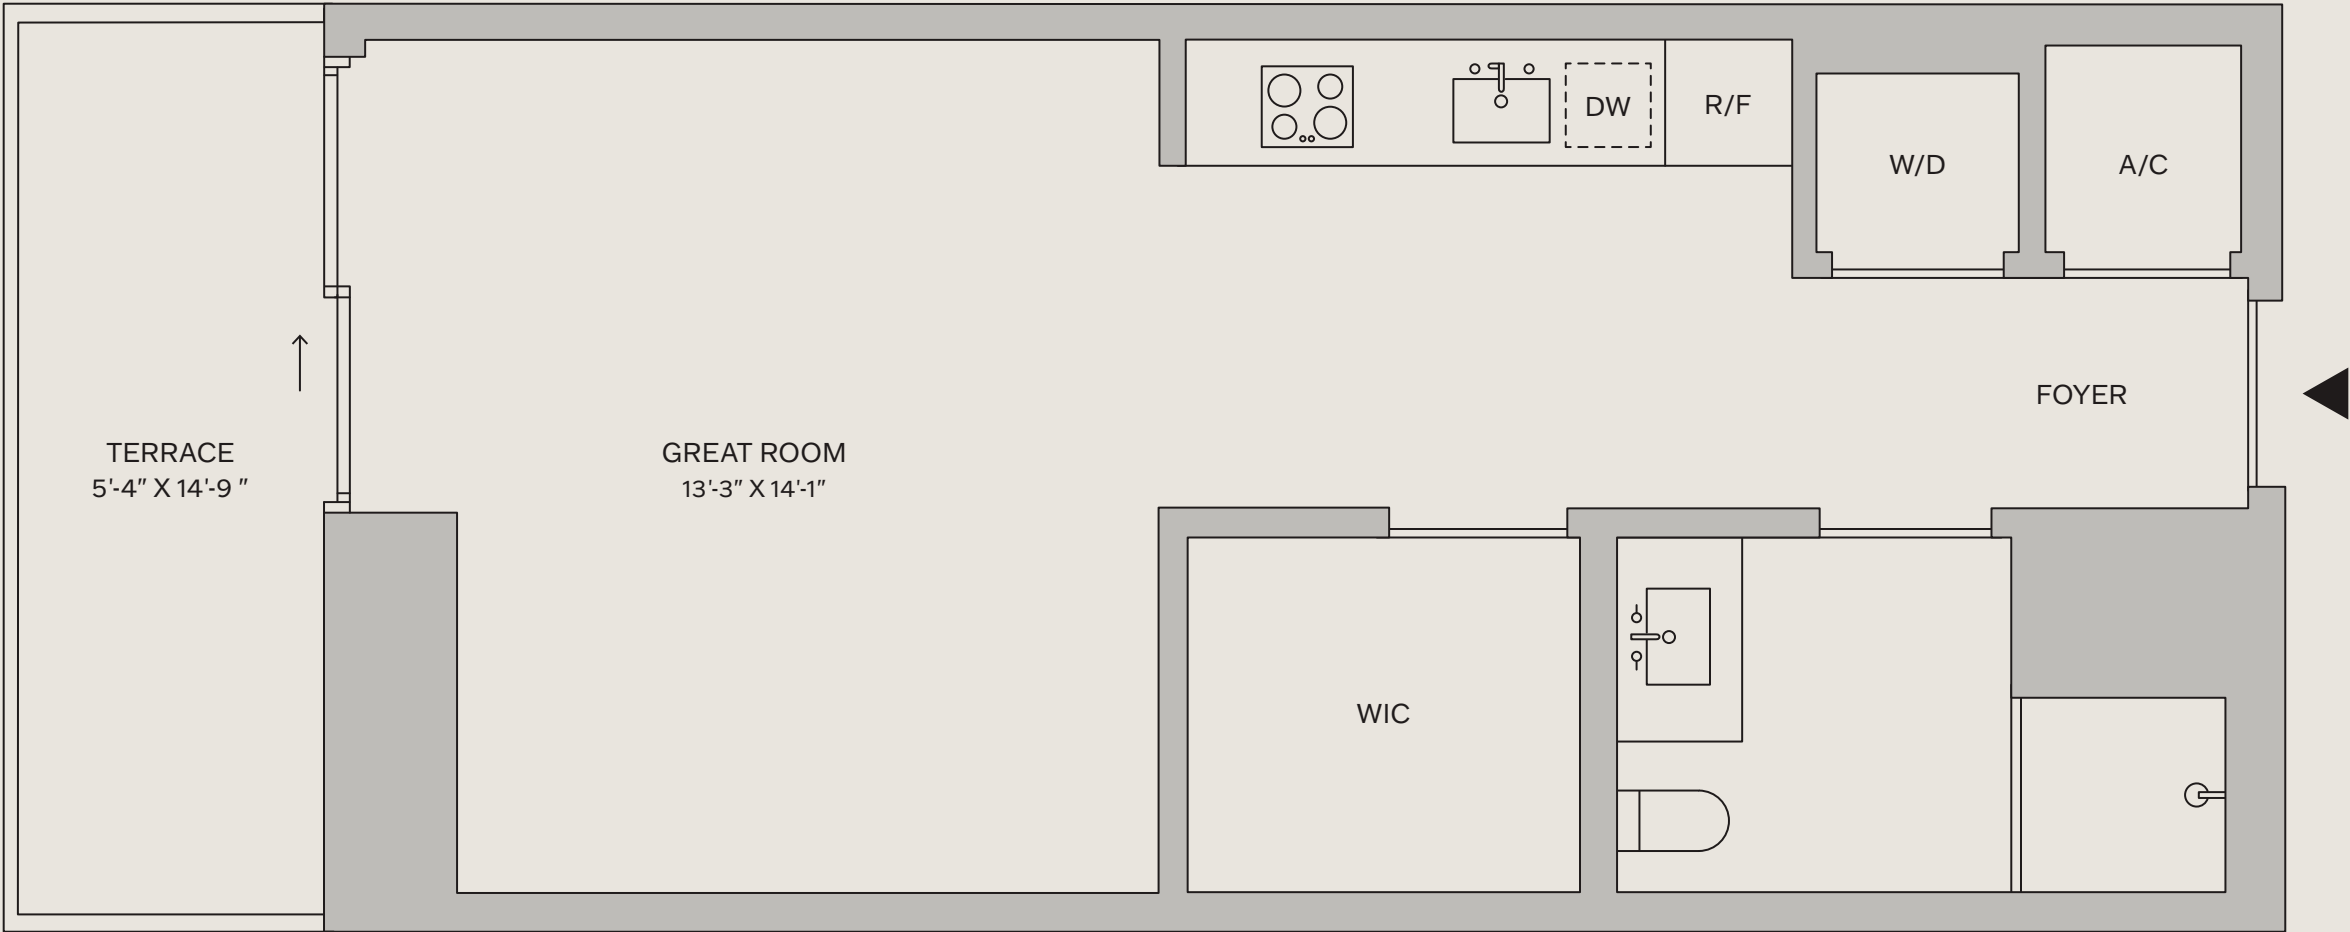 DW
R/F
W/D
A/C
FOYER
TERRACE
5'-4" X 14'-9 "
GREAT ROOM
13'-3" X 14'-1"
WIC